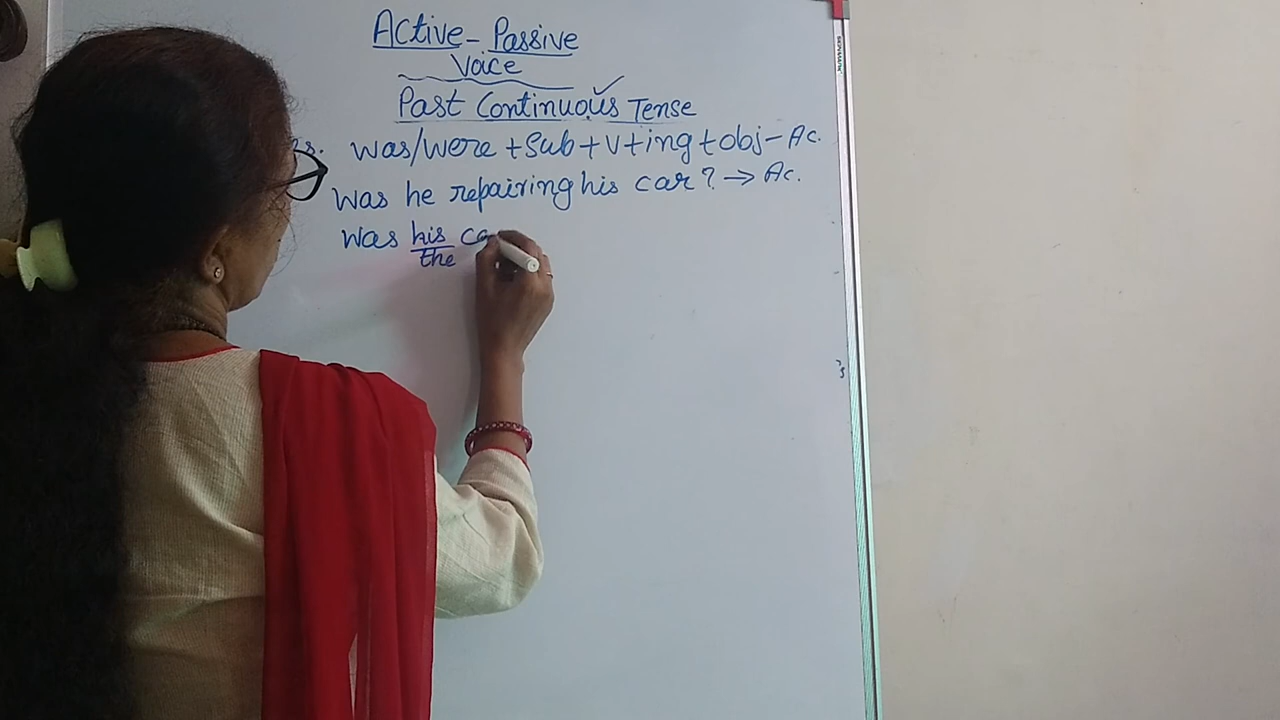 Active - Passive
Voice
Past Continuous Tense
was/were + Sub + V + ing + obj - Ac.
Was he repairing his car? → Ac.
Was his
the